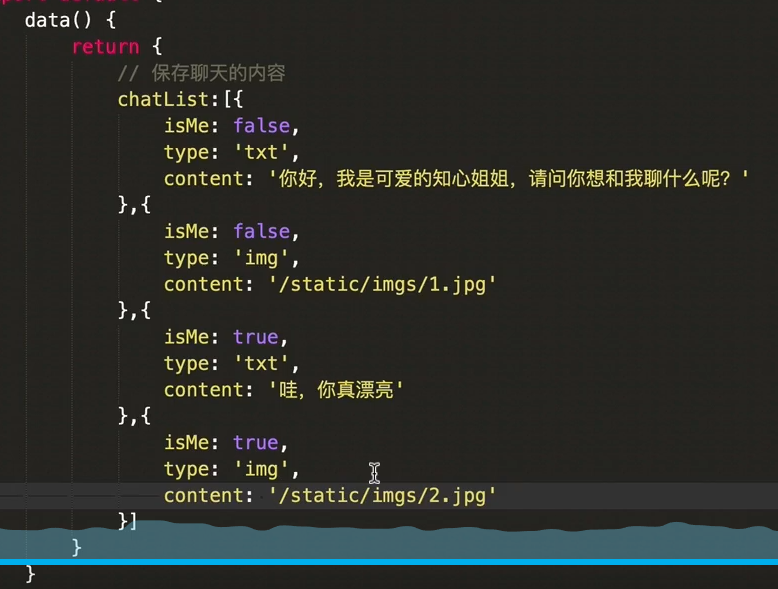 data() {
return {
// 保存聊天的内容
chatList:[{
isMe: false,
type: 'txt',
content: '你好，我是可爱的知心姐姐，请问你想和我聊什么呢？'
},{
isMe: false,
type: 'img',
content: '/static/imgs/1.jpg'
},{
isMe: true,
type: 'txt',
content: '哇，你真漂亮'
},{
isMe: true,
type: 'img',
content: '/static/imgs/2.jpg'
}]
}
}